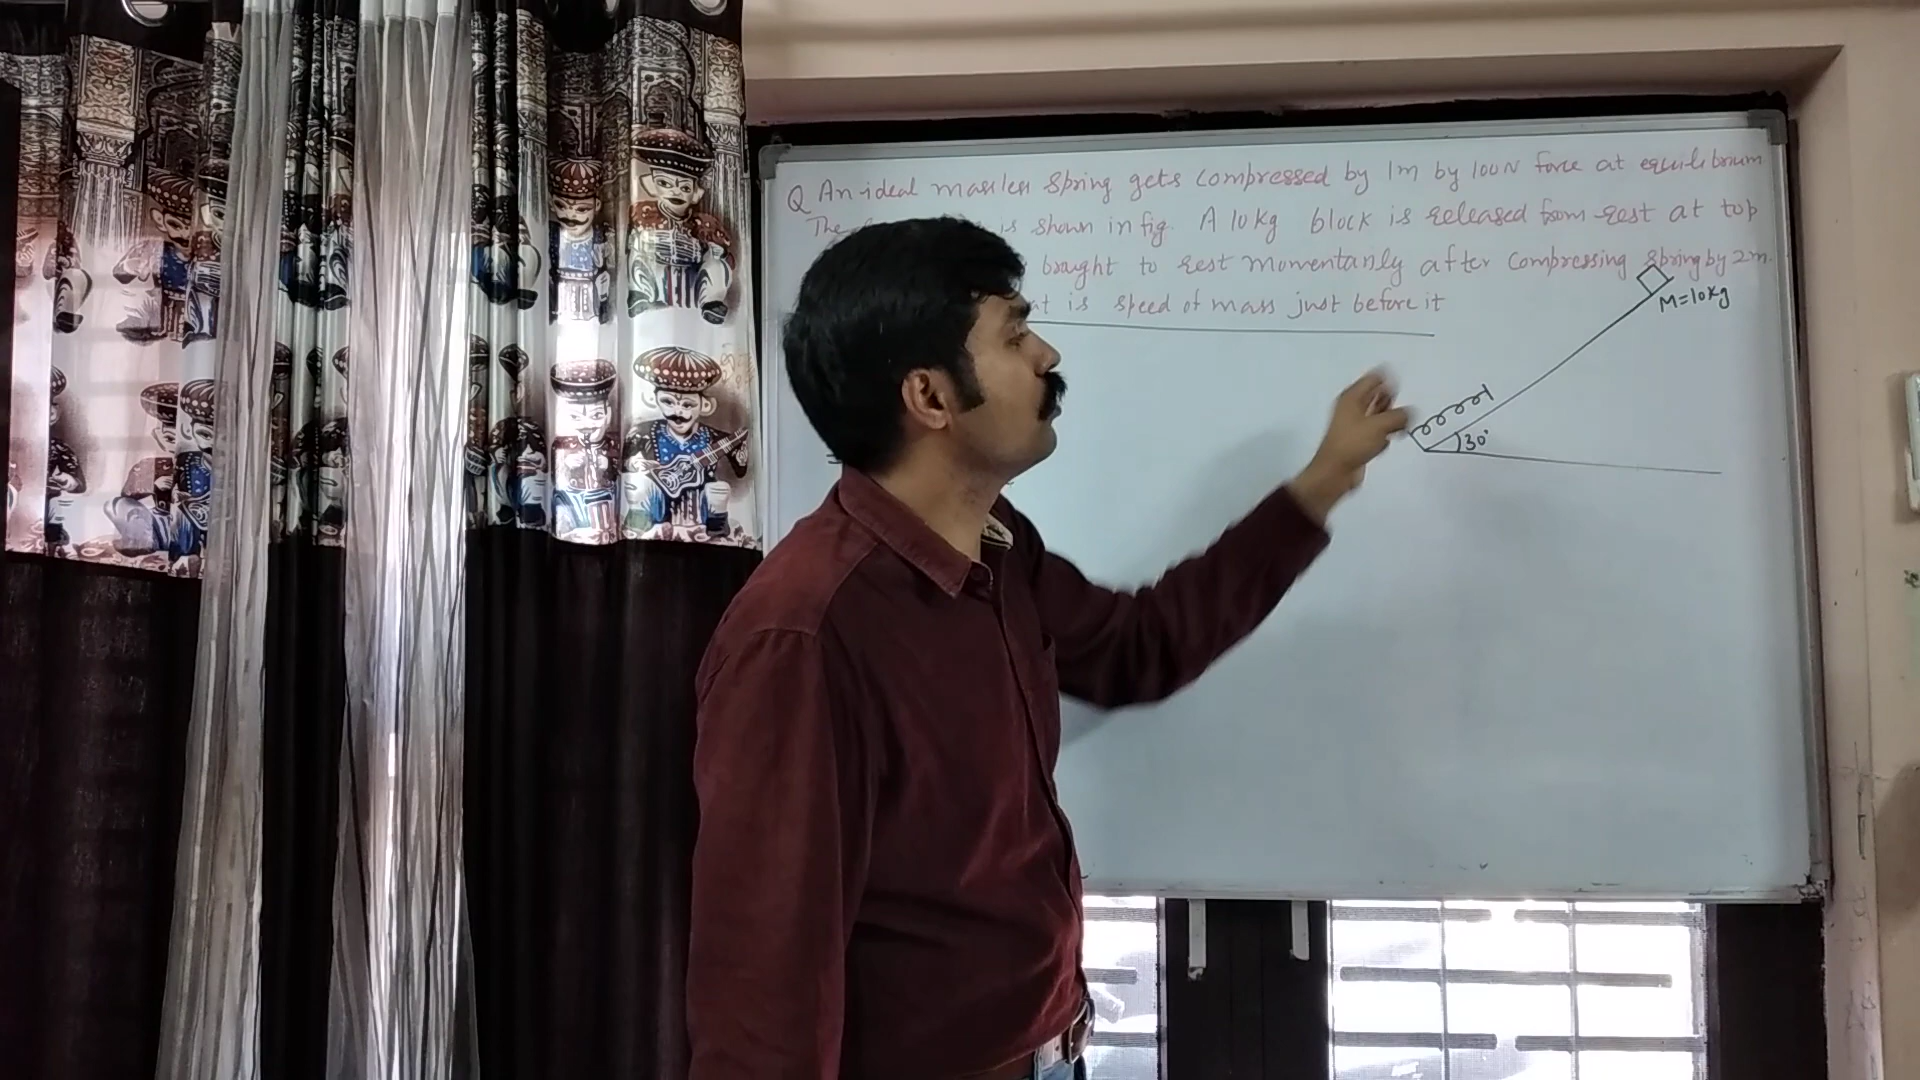 Q An ideal massless spring gets compressed by 1m by 100N force at equilibrium
The is shown in fig. A 10kg block is released from rest at top
brought to rest momentarily after compressing spring by 2m.
at is speed of mass just before it
M=10kg
30°